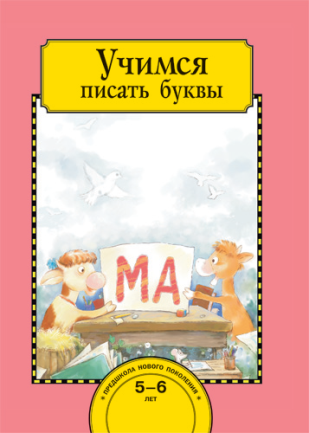 Учимся
писать буквы
МА
ПРЕДШКОЛА НОВОГО ПОКОЛЕНИЯ
5–6
ЛЕТ